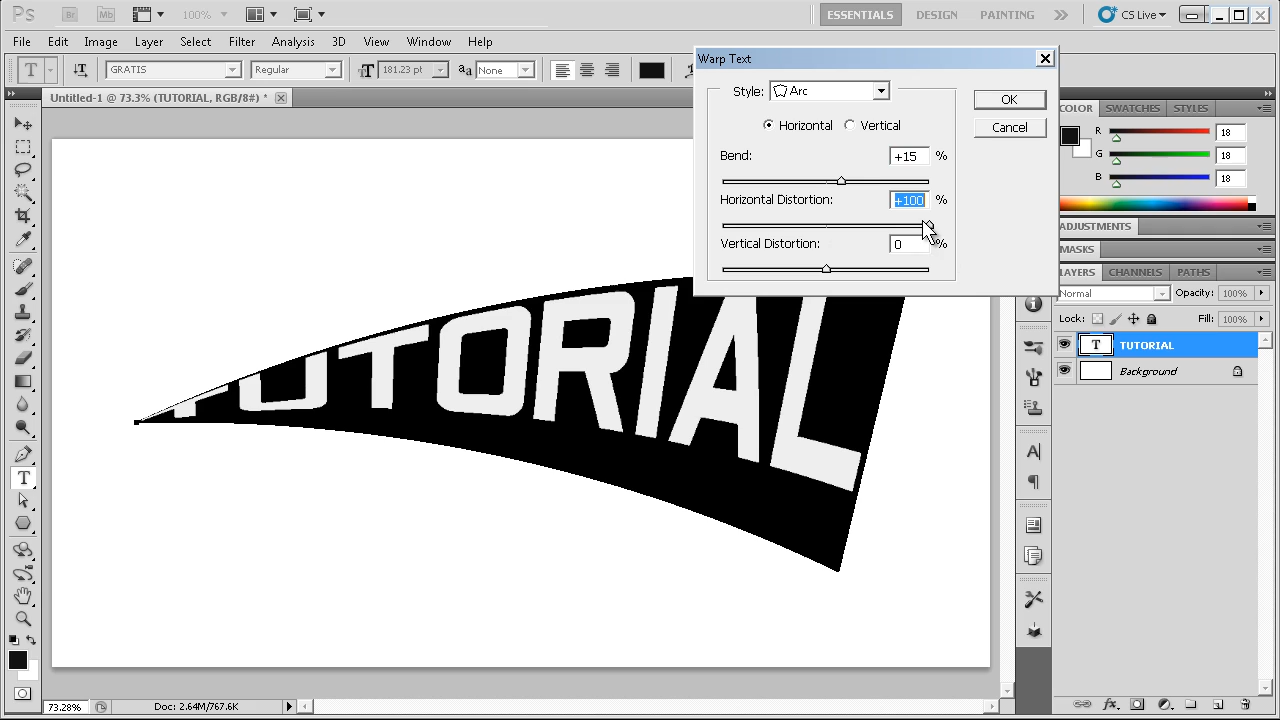 Ps Br Mb 100% ESSENTIALS DESIGN PAINTING CS Live
File Edit Image Layer Select Filter Analysis 3D View Window Help
T GRATIS Regular T 181.23 pt aa None
Untitled-1 @ 73.3% (TUTORIAL, RGB/8#) *
Warp Text
Style: Arc
OK
Horizontal Vertical
Cancel
Bend: +15 %
Horizontal Distortion: +100 %
Vertical Distortion: 0 %
COLOR SWATCHES STYLES
R 18
G 18
B 18
ADJUSTMENTS
MASKS
LAYERS CHANNELS PATHS
Normal Opacity: 100%
Lock: Fill: 100%
T TUTORIAL
Background
TUTORIAL
T
A
73.28% Doc: 2.64M/767.6K